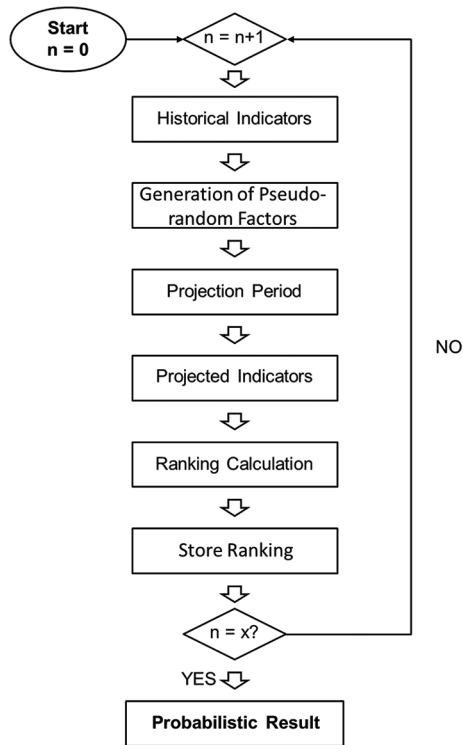 Start
n = 0
n = n+1
Historical Indicators
Generation of Pseudo-
random Factors
Projection Period
Projected Indicators
NO
Ranking Calculation
Store Ranking
n = x?
YES
Probabilistic Result